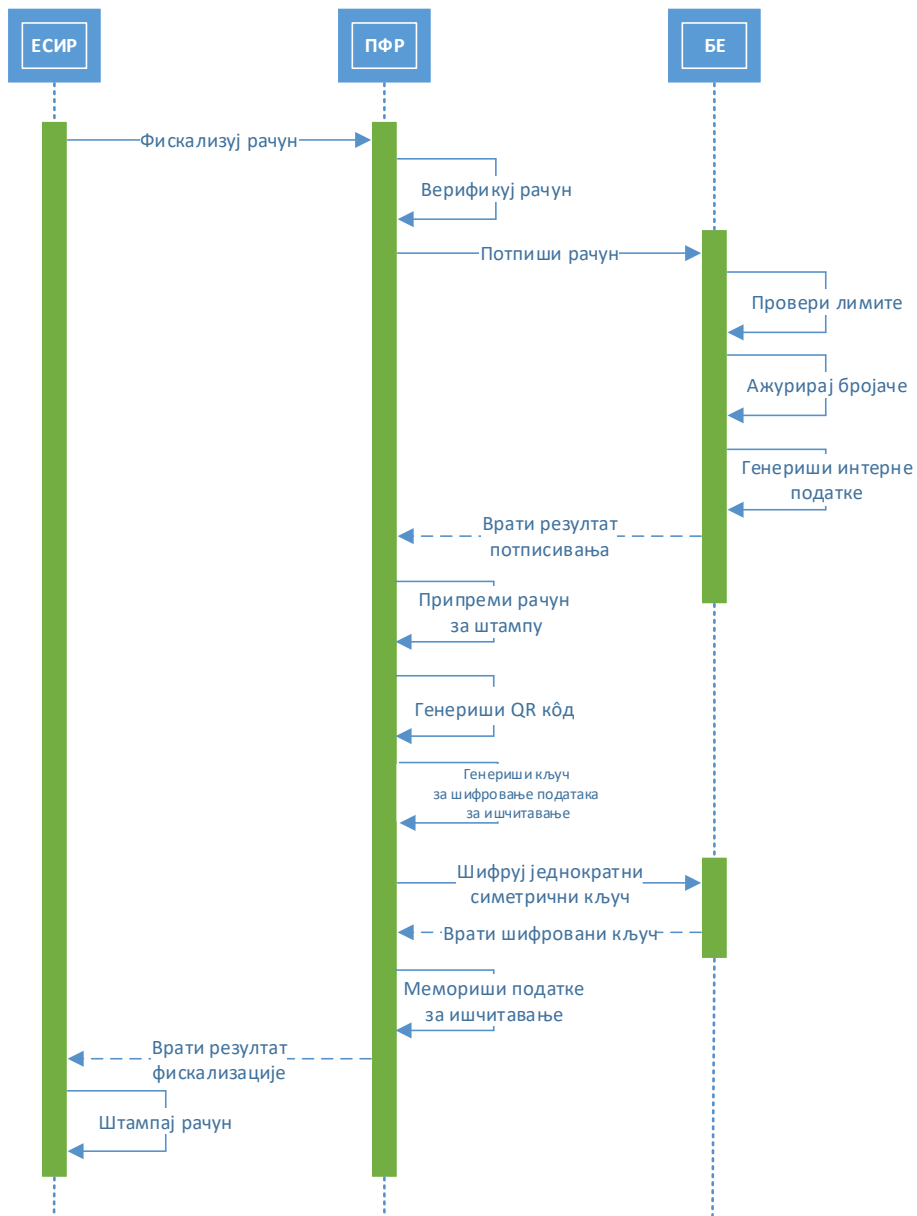 ЕСИР
ПФР
БЕ
Фискализуј рачун
Верификуј рачун
Потпиши рачун
Провери лимите
Ажурирај бројаче
Генериши интерне
податке
Врати резултат
потписивања
Припреми рачун
за штампу
Генериши QR кôд
Генериши кључ
за шифровање података
за ишчитавање
Шифруј једнократни
симетрични кључ
Врати шифровани кључ
Мемориши податке
за ишчитавање
Врати резултат
фискализације
Штампај рачун